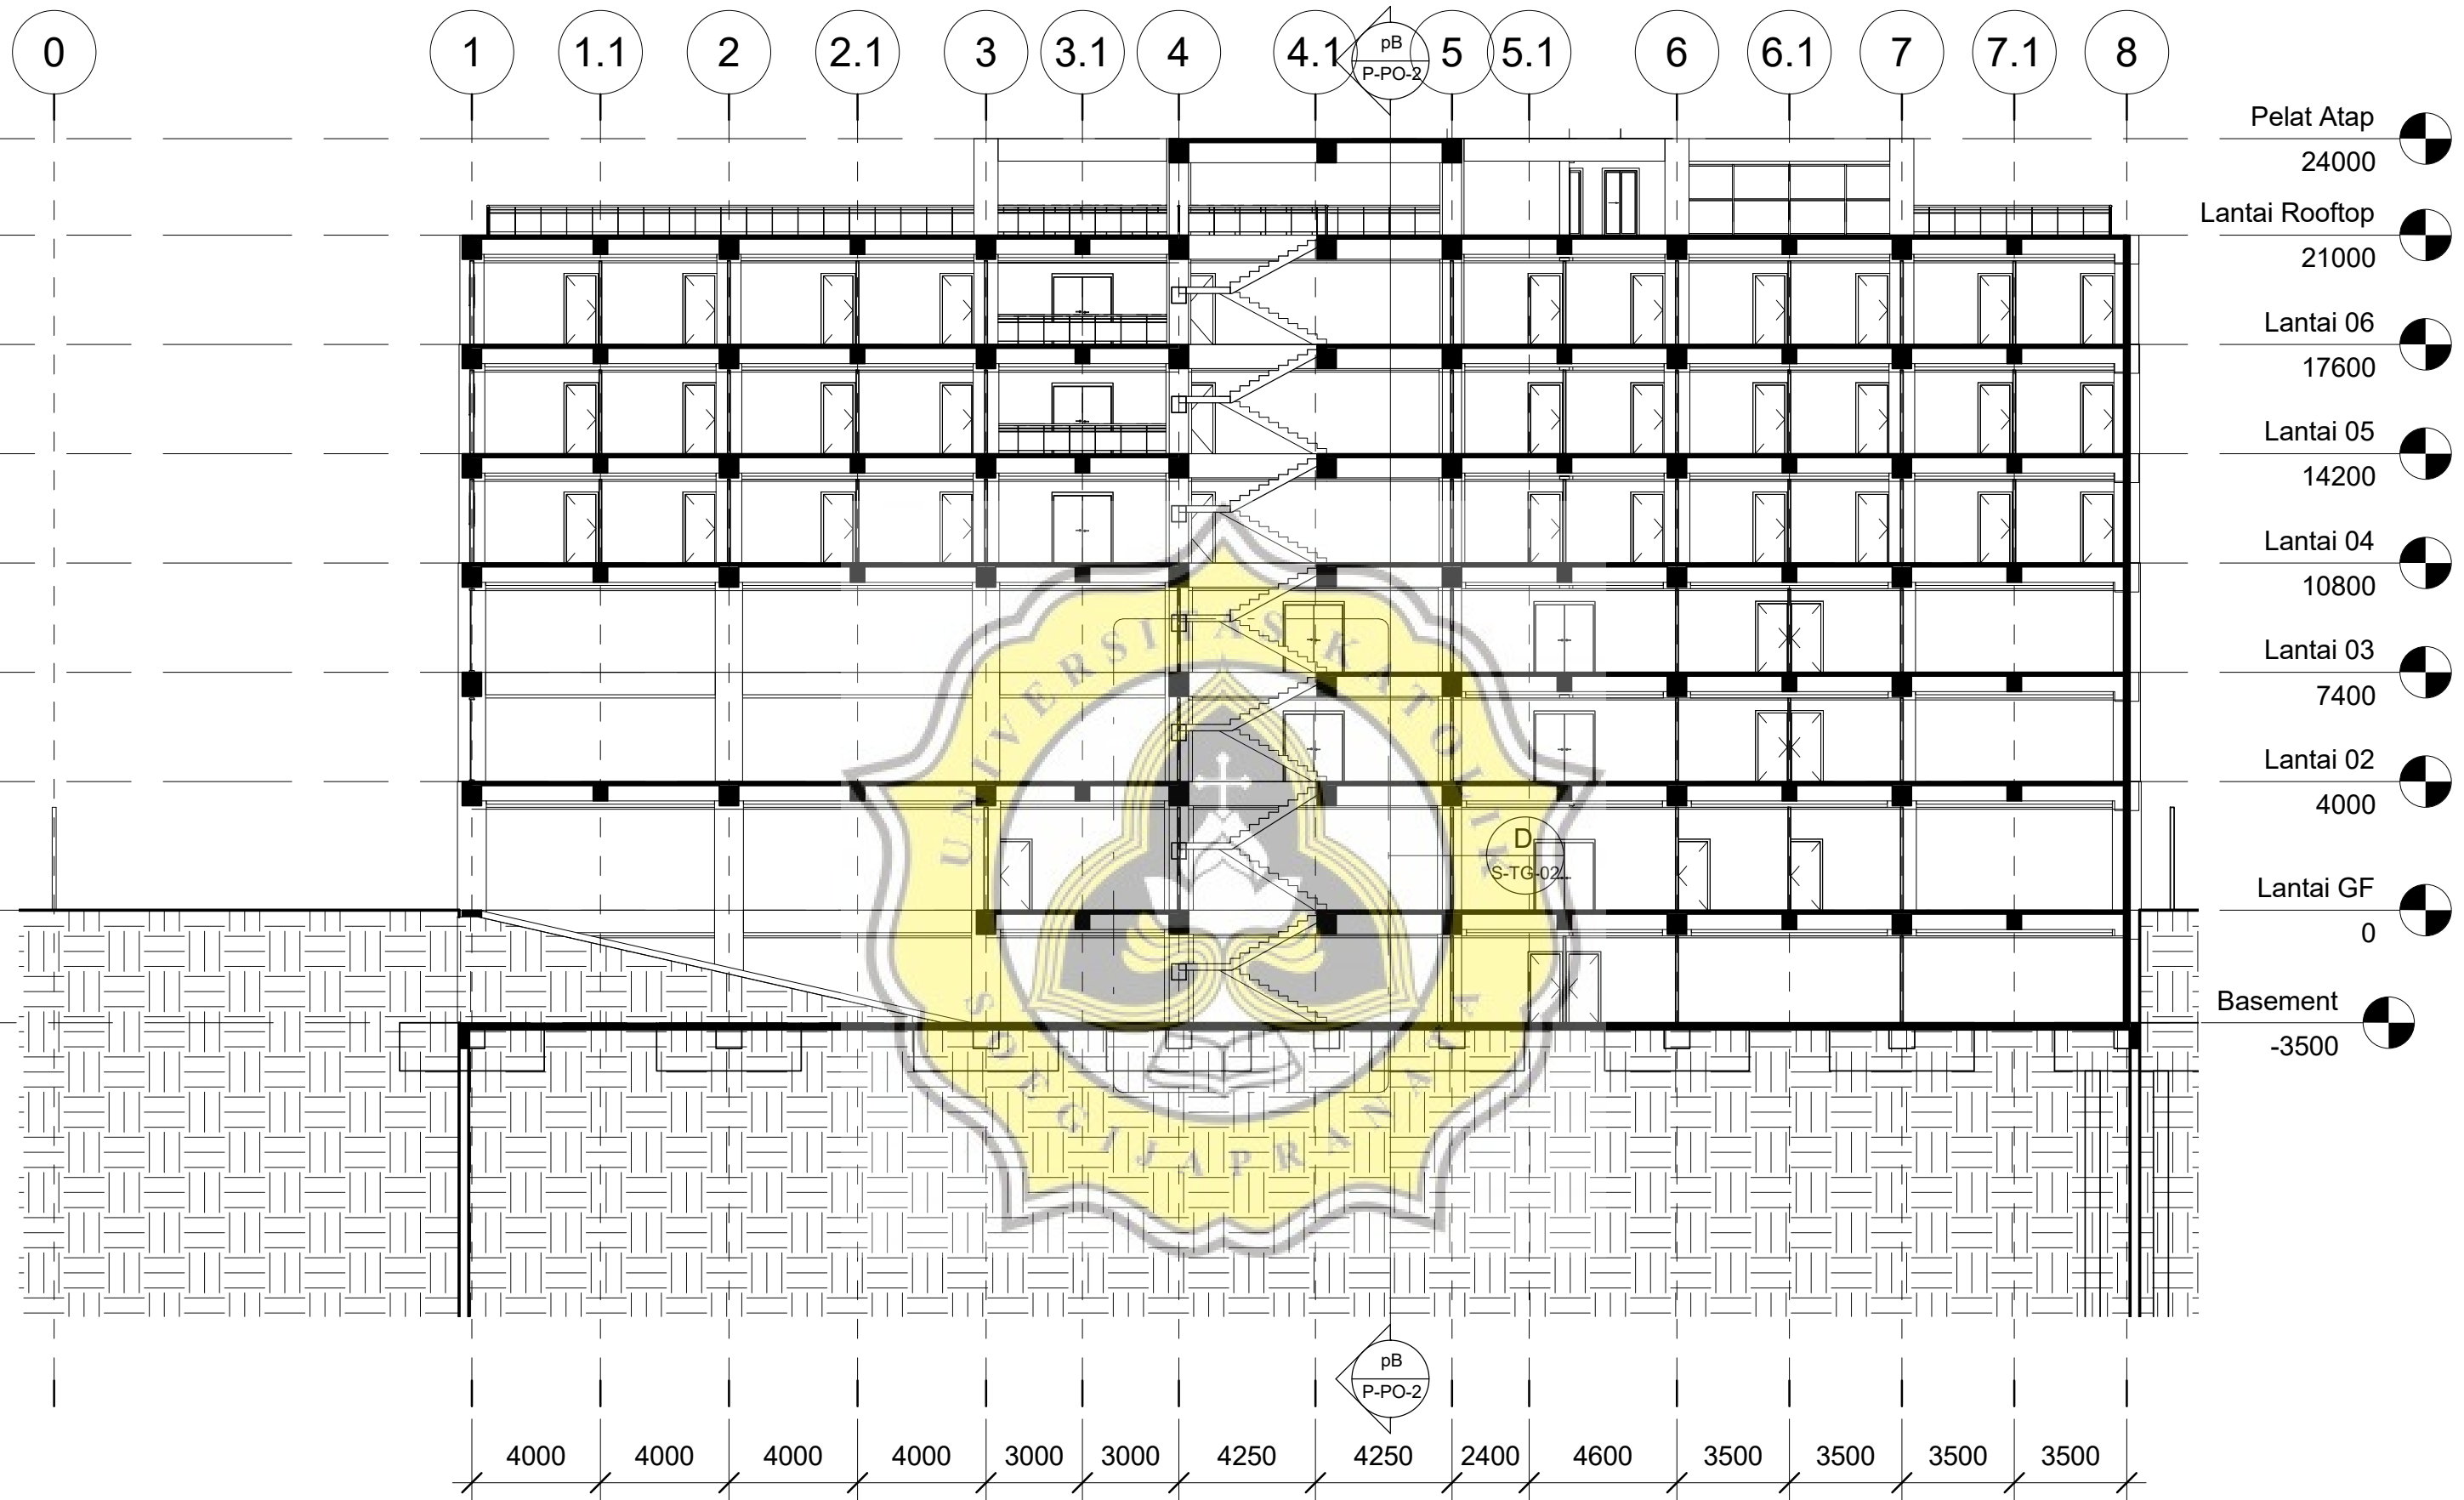 0 1 1.1 2 2.1 3 3.1 4 4.1 5 5.1 6 6.1 7 7.1 8
pB
P-PO-2
Pelat Atap
24000
Lantai Rooftop
21000
Lantai 06
17600
Lantai 05
14200
Lantai 04
10800
Lantai 03
7400
Lantai 02
4000
Lantai GF
0
Basement
-3500
UNIVERSITAS KATOLIK
SOEGIJAPRANATA
D
S-TG-02
pB
P-PO-2
4000 4000 4000 4000 3000 3000 4250 4250 2400 4600 3500 3500 3500 3500